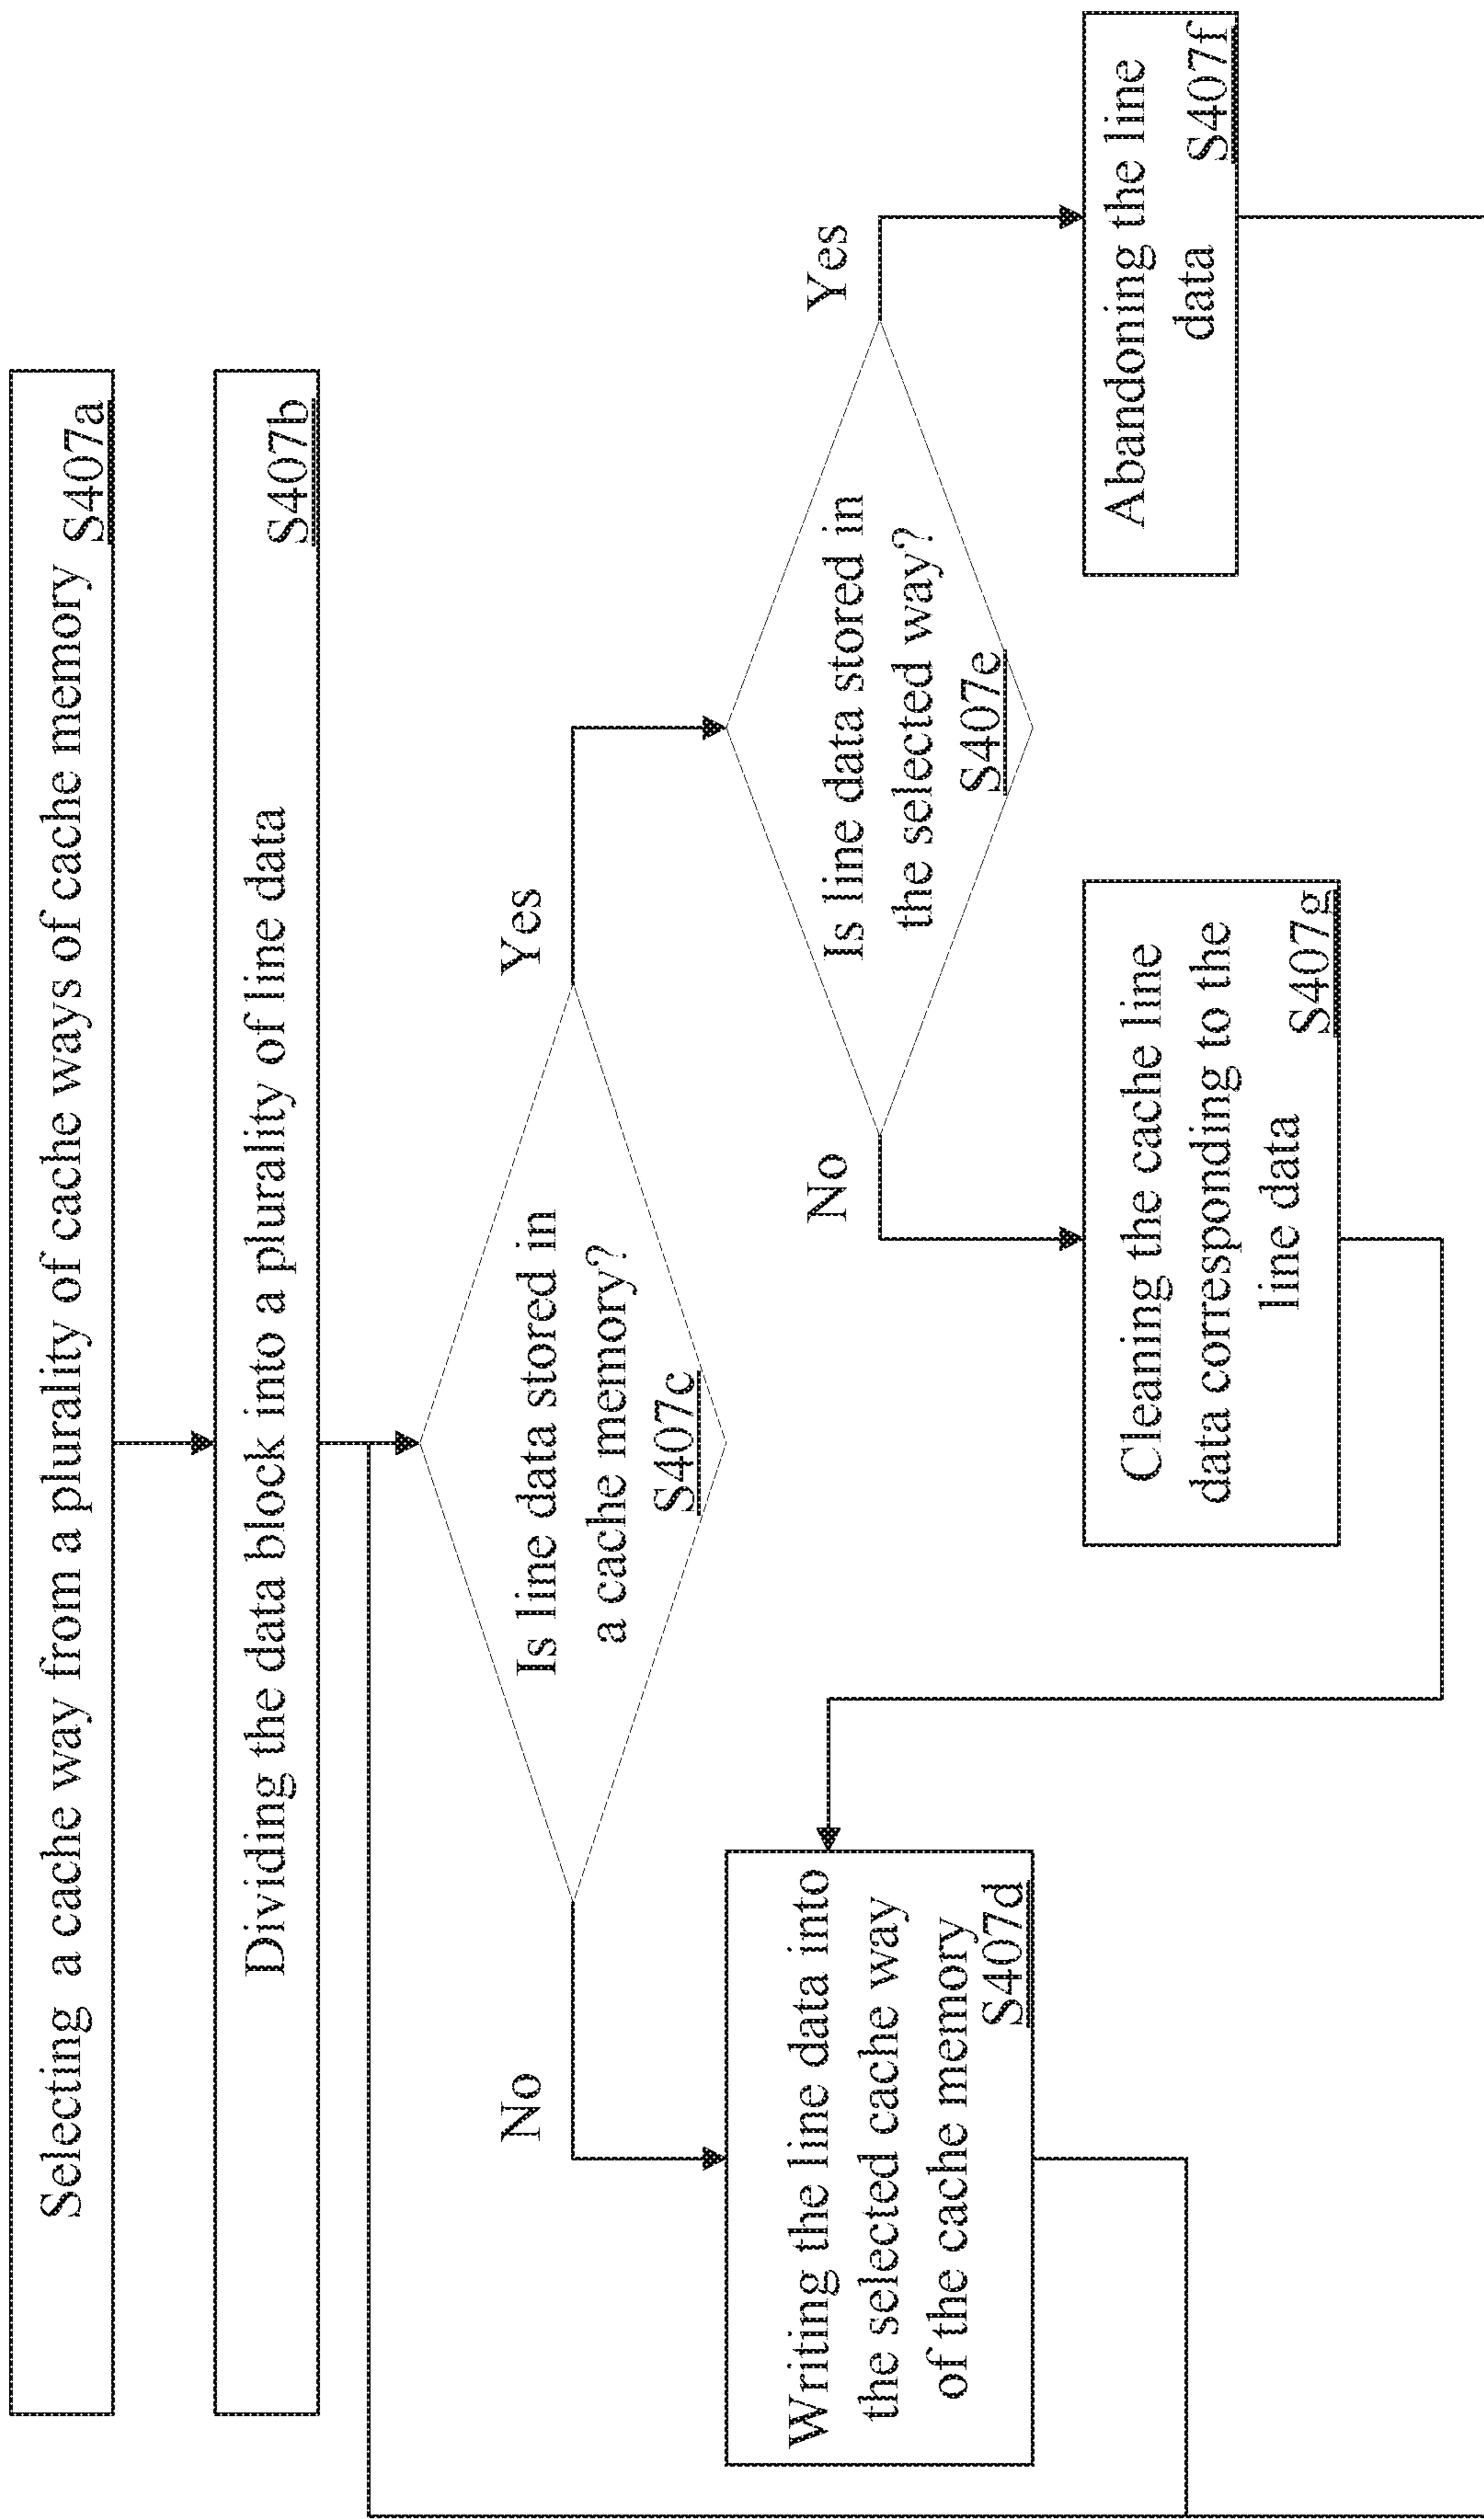 Selecting a cache way from a plurality of cache ways of cache memory S407a
Dividing the data block into a plurality of line data S407b
Is line data stored in
a cache memory?
S407c
No
Yes
Writing the line data into
the selected cache way
of the cache memory
S407d
Is line data stored in
the selected way?
S407e
No
Yes
Cleaning the cache line
data corresponding to the
line data S407g
Abandoning the line
data S407f